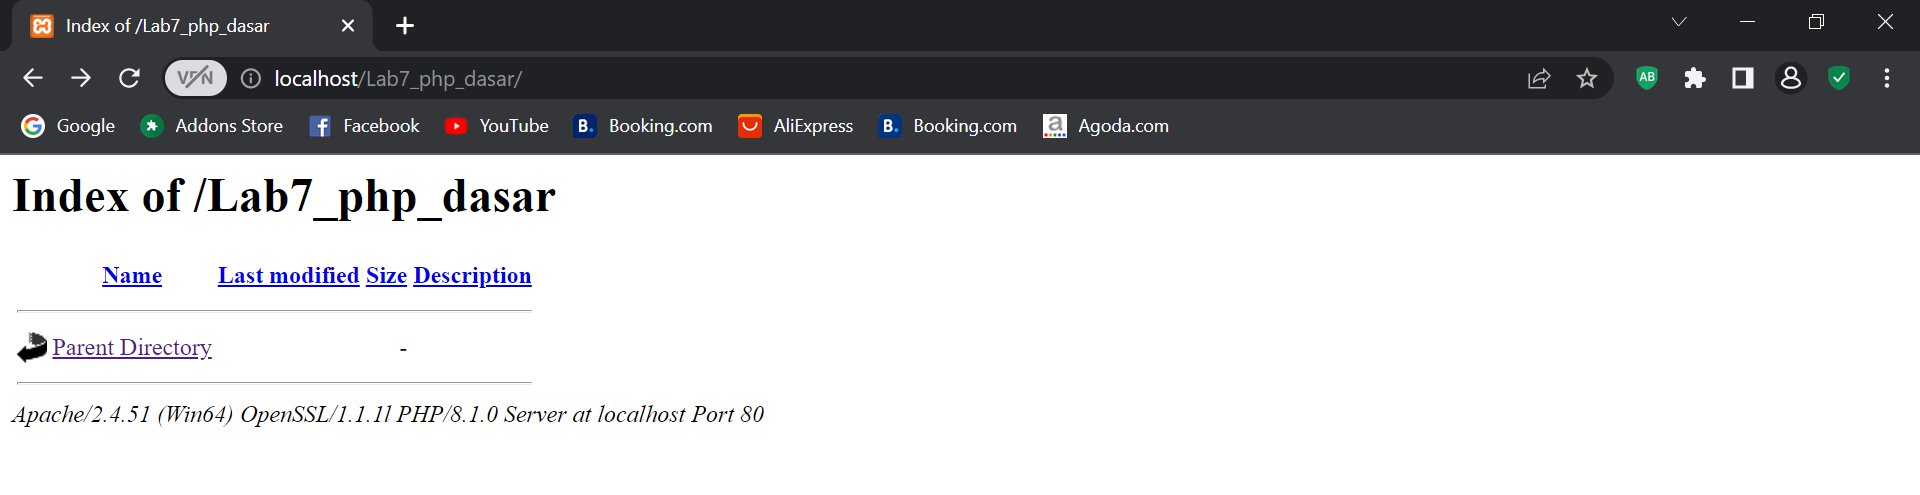 Index of /Lab7_php_dasar
VPN localhost/Lab7_php_dasar/ AB
Google Addons Store Facebook YouTube B. Booking.com AliExpress B. Booking.com a Agoda.com
Index of /Lab7_php_dasar
Name Last modified Size Description
Parent Directory -
Apache/2.4.51 (Win64) OpenSSL/1.1.1l PHP/8.1.0 Server at localhost Port 80